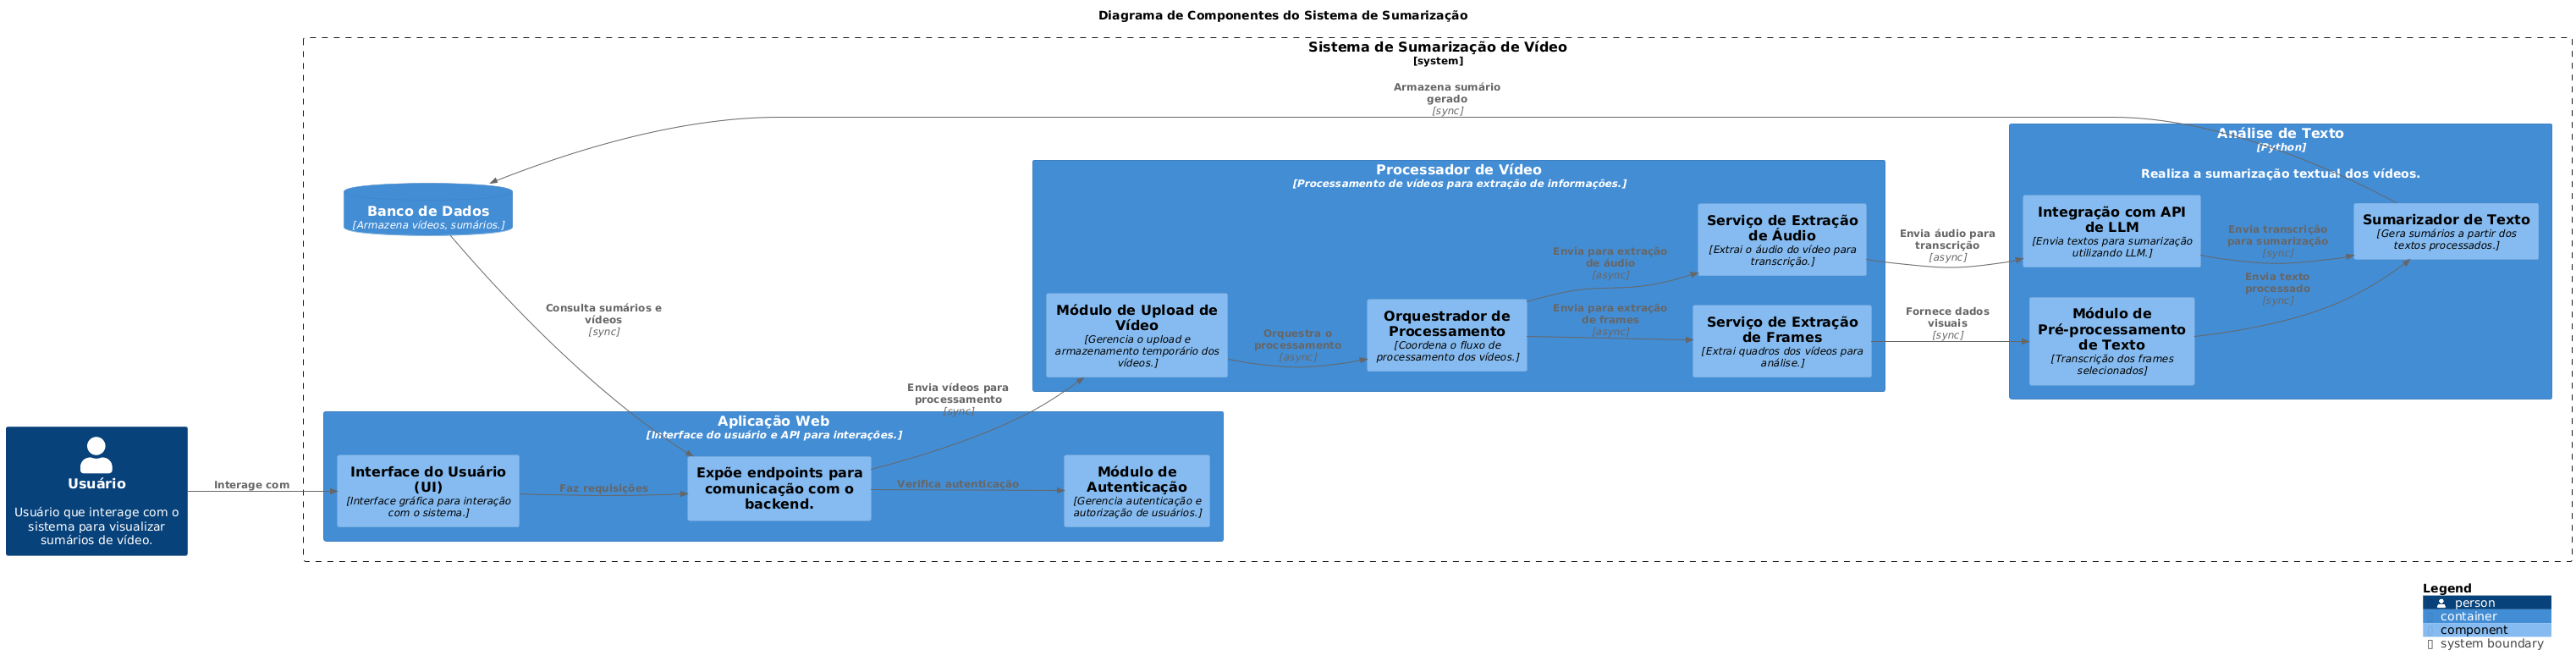 Diagrama de Componentes do Sistema de Sumarização
Sistema de Sumarização de Vídeo
[system]
Armazena sumário
gerado
[sync]
Banco de Dados
[Armazena vídeos, sumários.]
Consulta sumários e
vídeos
[sync]
Processador de Vídeo
[Processamento de vídeos para extração de informações.]
Módulo de Upload de
Vídeo
[Gerencia o upload e
armazenamento temporário dos
vídeos.]
Orquestra o
processamento
[async]
Orquestrador de
Processamento
[Coordena o fluxo de
processamento dos vídeos.]
Envia para extração
de áudio
[async]
Envia para extração
de frames
[async]
Serviço de Extração
de Áudio
[Extrai o áudio do vídeo para
transcrição.]
Serviço de Extração
de Frames
[Extrai quadros dos vídeos para
análise.]
Envia áudio para
transcrição
[async]
Fornece dados
visuais
[sync]
Análise de Texto
[Python]
Realiza a sumarização textual dos vídeos.
Integração com API
de LLM
[Envia textos para sumarização
utilizando LLM.]
Envia transcrição
para sumarização
[sync]
Sumarizador de Texto
[Gera sumários a partir dos
textos processados.]
Envia texto
processado
[sync]
Módulo de
Pré-processamento
de Texto
[Transcrição dos frames
selecionados]
Envia vídeos para
processamento
[sync]
Aplicação Web
[Interface do usuário e API para interações.]
Usuário
Usuário que interage com o
sistema para visualizar
sumários de vídeo.
Interage com
Interface do Usuário
(UI)
[Interface gráfica para interação
com o sistema.]
Faz requisições
Expõe endpoints para
comunicação com o
backend.
Verifica autenticação
Módulo de
Autenticação
[Gerencia autenticação e
autorização de usuários.]
Legend
person
container
component
system boundary